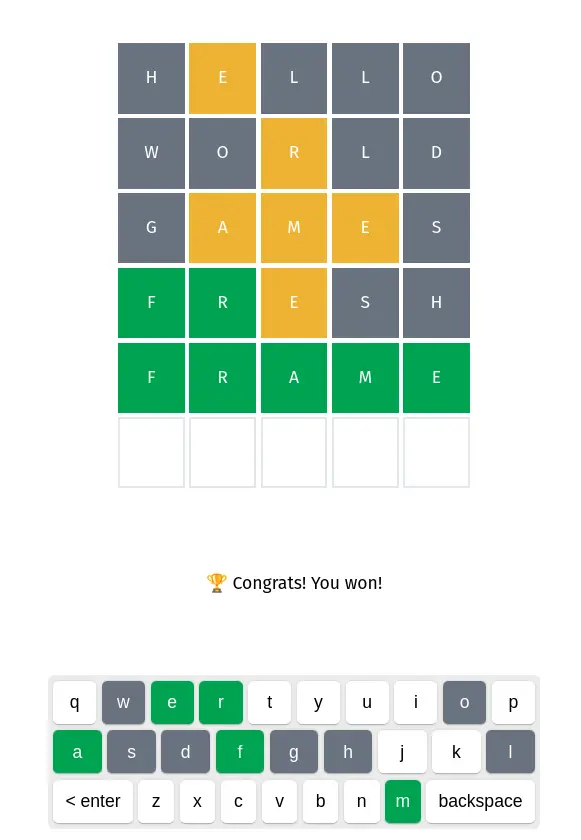 H E L L O
W O R L D
G A M E S
F R E S H
F R A M E
🏆 Congrats! You won!
q w e r t y u i o p
a s d f g h j k l
< enter z x c v b n m backspace